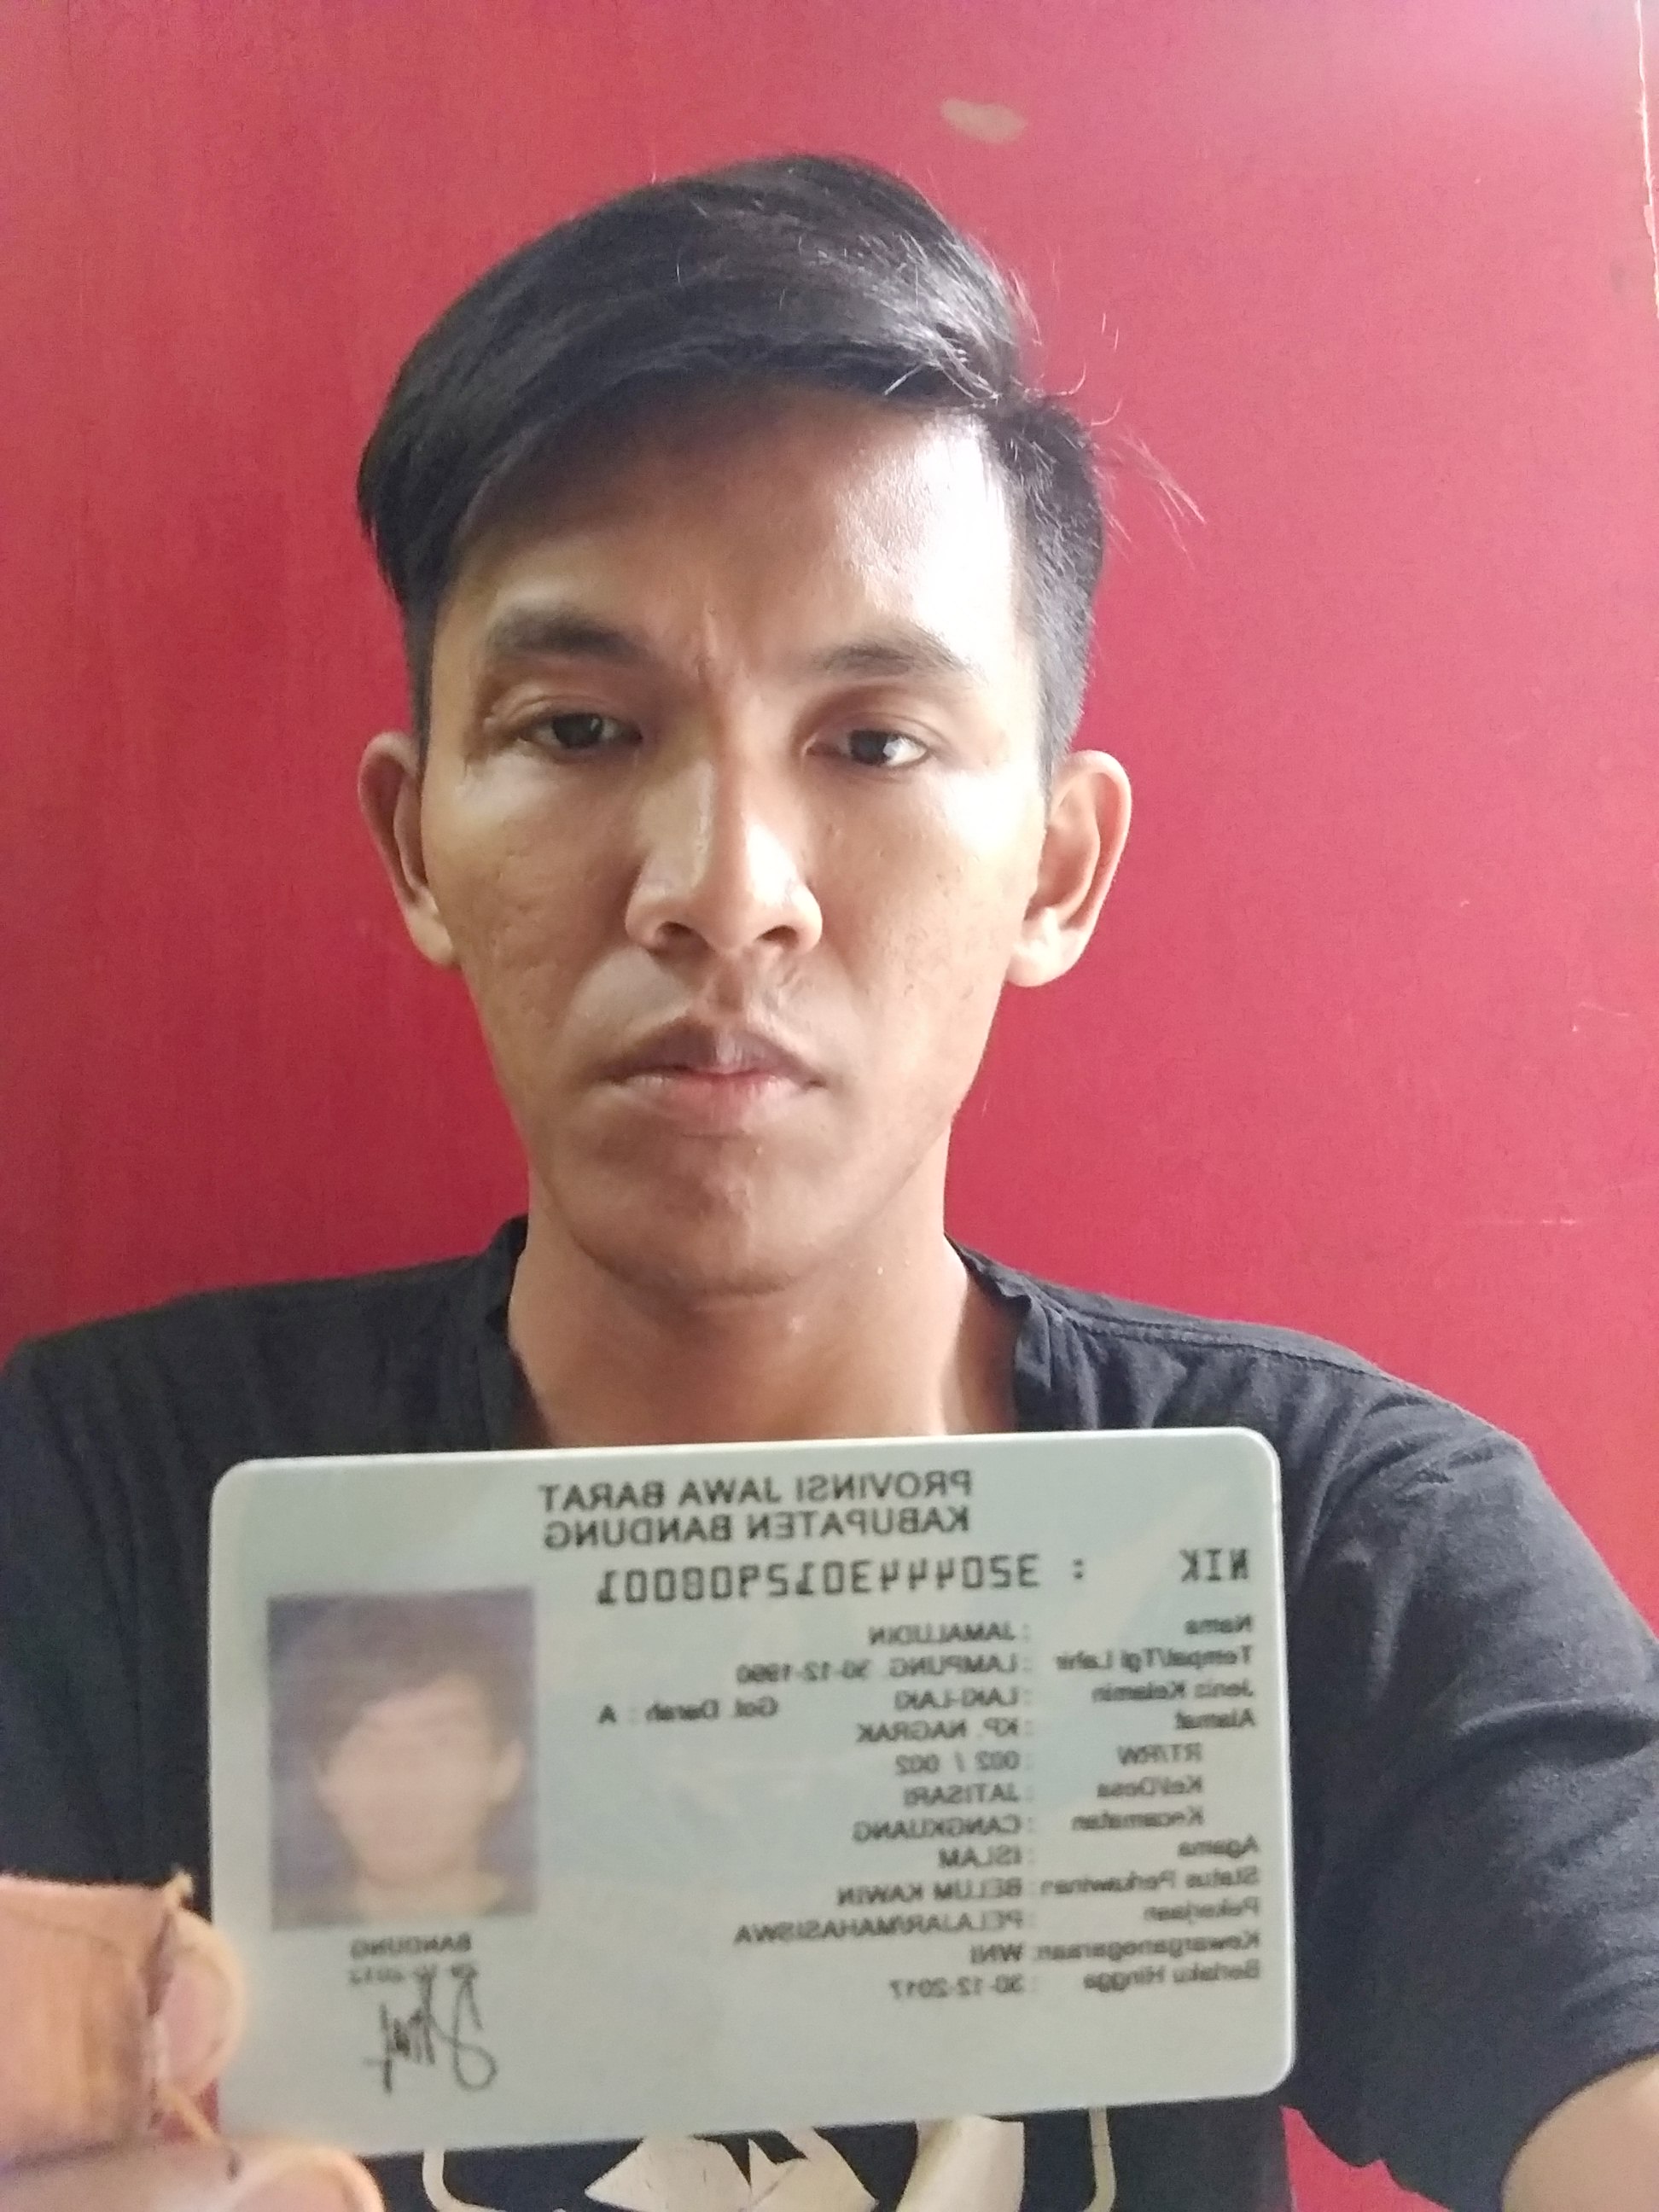 PROVINSI JAWA BARAT
KABUPATEN BANDUNG
NIK : 3204443012908001
Nama : JAMALUDIN
Tempat/Tgl Lahir : LAMPUNG, 30-12-1990
Jenis Kelamin : LAKI-LAKI Gol. Darah : A
Alamat : KP. NAGRAK
RT/RW : 002 / 002
Kel/Desa : JATISARI
Kecamatan : CANGKUANG
Agama : ISLAM
Status Perkawinan: BELUM KAWIN
Pekerjaan : PELAJAR/MAHASISWA
Kewarganegaraan: WNI
Berlaku Hingga : 30-12-2017
BANDUNG